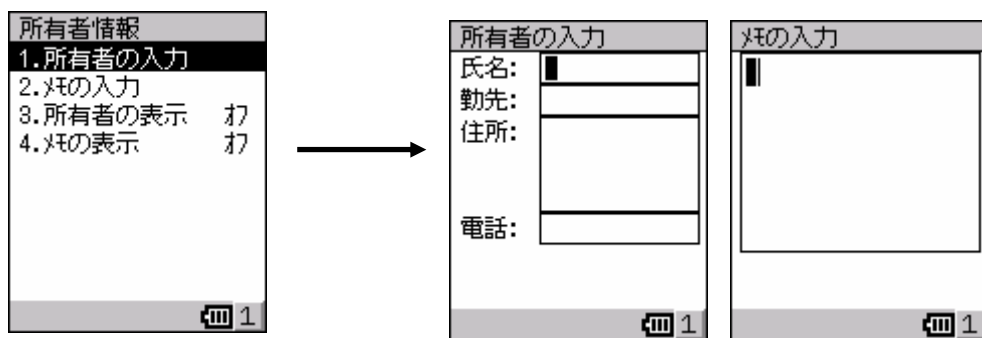 所有者情報
1.所有者の入力
2.ﾒﾓの入力
3.所有者の表示 ｵﾌ
4.ﾒﾓの表示 ｵﾌ
1
所有者の入力
氏名:
勤先:
住所:
電話:
1
ﾒﾓの入力
1